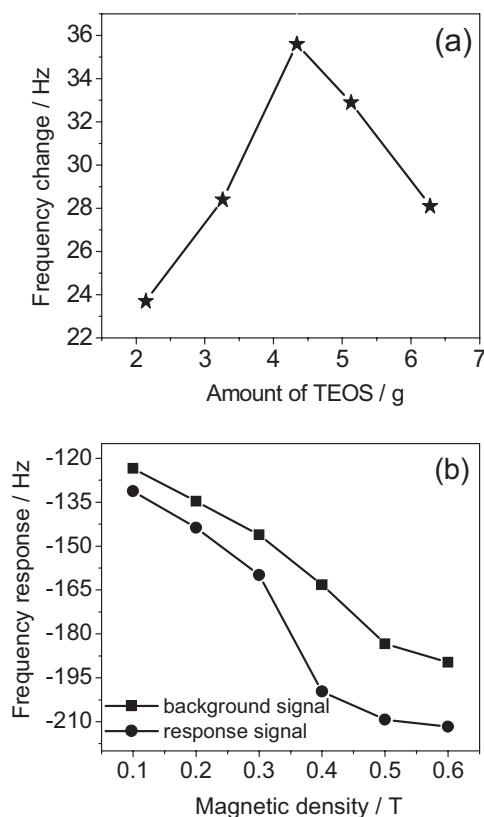 (a)
Frequency change / Hz
36
34
32
30
28
26
24
22
1 2 3 4 5 6 7
Amount of TEOS / g
(b)
Frequency response / Hz
-120
-135
-150
-165
-180
-195
-210
background signal
response signal
0.1 0.2 0.3 0.4 0.5 0.6
Magnetic density / T